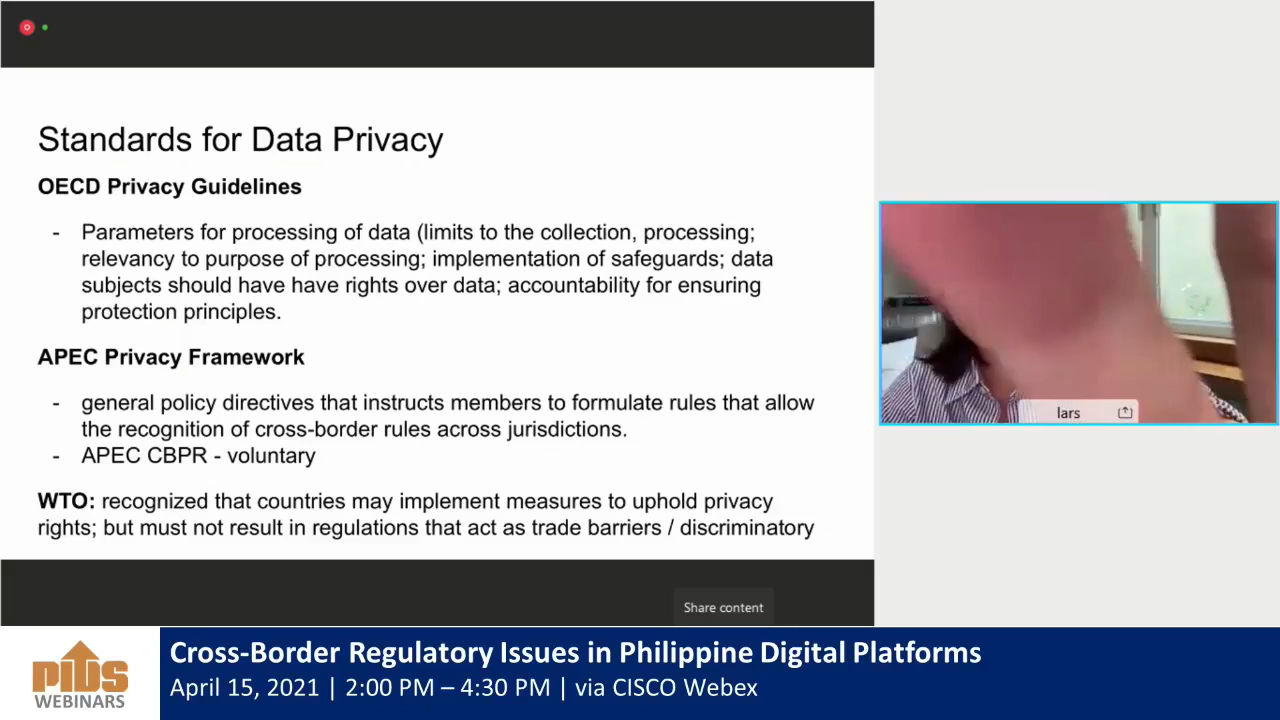 Standards for Data Privacy
OECD Privacy Guidelines
- Parameters for processing of data (limits to the collection, processing;
relevancy to purpose of processing; implementation of safeguards; data
subjects should have have rights over data; accountability for ensuring
protection principles.
APEC Privacy Framework
- general policy directives that instructs members to formulate rules that allow
the recognition of cross-border rules across jurisdictions.
- APEC CBPR - voluntary
WTO: recognized that countries may implement measures to uphold privacy
rights; but must not result in regulations that act as trade barriers / discriminatory
lars
Share content
PIDS
WEBINARS
Cross-Border Regulatory Issues in Philippine Digital Platforms
April 15, 2021 | 2:00 PM – 4:30 PM | via CISCO Webex